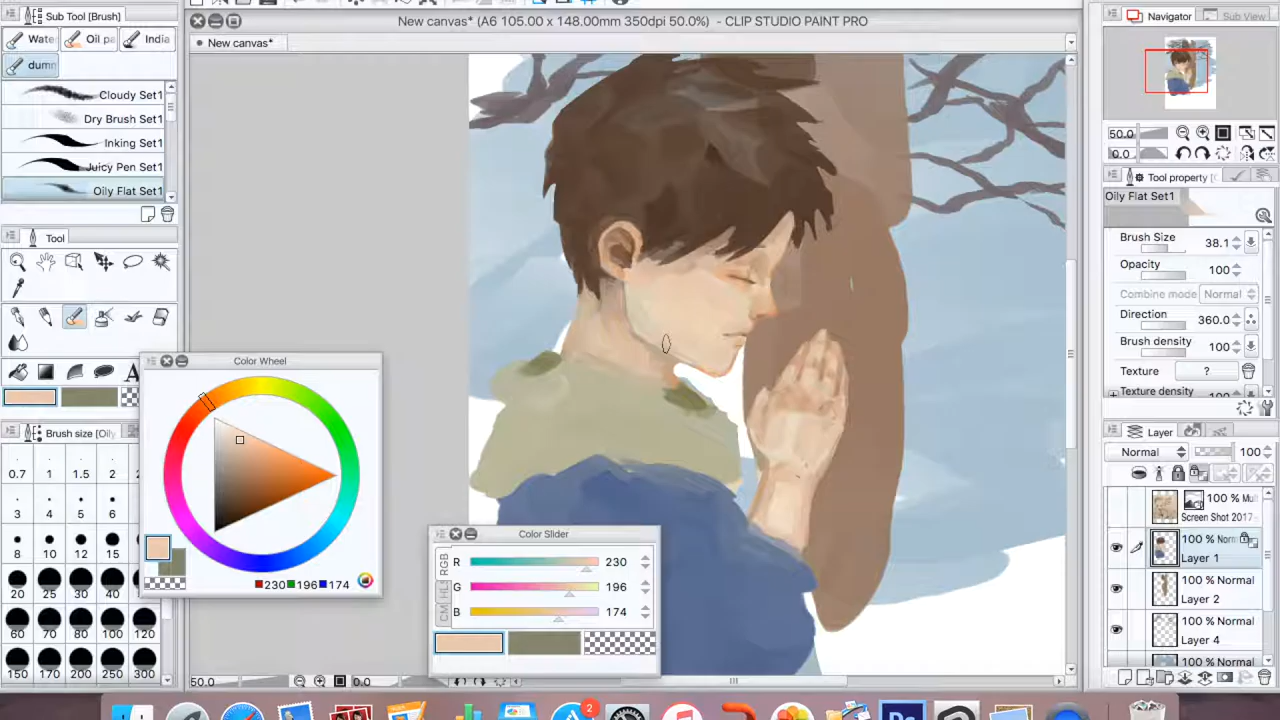 Sub Tool [Brush]
New canvas* (A6 105.00 x 148.00mm 350dpi 50.0%) - CLIP STUDIO PAINT PRO
Navigator
Sub View
Wate
Oil pa
India
New canvas*
dumr
Cloudy Set1
Dry Brush Set1
Inking Set1
Juicy Pen Set1
Oily Flat Set1
50.0
0.0
Tool property [O
Oily Flat Set1
Tool
Brush Size
38.1
Opacity
100
Combine mode
Normal
Direction
360.0
Brush density
100
Texture
?
Texture density
Color Wheel
A
Brush size [Oily
0.7
1
1.5
2
3
4
5
6
8
10
12
15
20
25
30
40
50
60
70
80
100
120
150
170
200
250
300
230
196
174
Color Slider
RGB
R
230
G
196
B
174
Layer
Normal
100
100 % Mu
Screen Shot 2017-
100 % Norm
Layer 1
100 % Normal
Layer 2
100 % Normal
Layer 4
100 % Normal
50.0
0.0
2
Ps